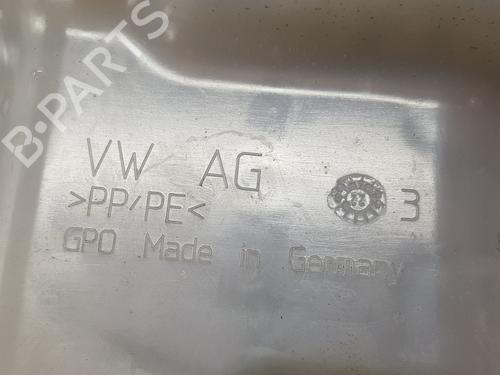 B-PARTS
VW AG
>PP/PE< 3
GPO Made in Germany